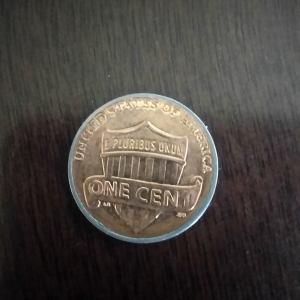 UNITED STATES OF AMERICA
E PLURIBUS UNUM
ONE CENT